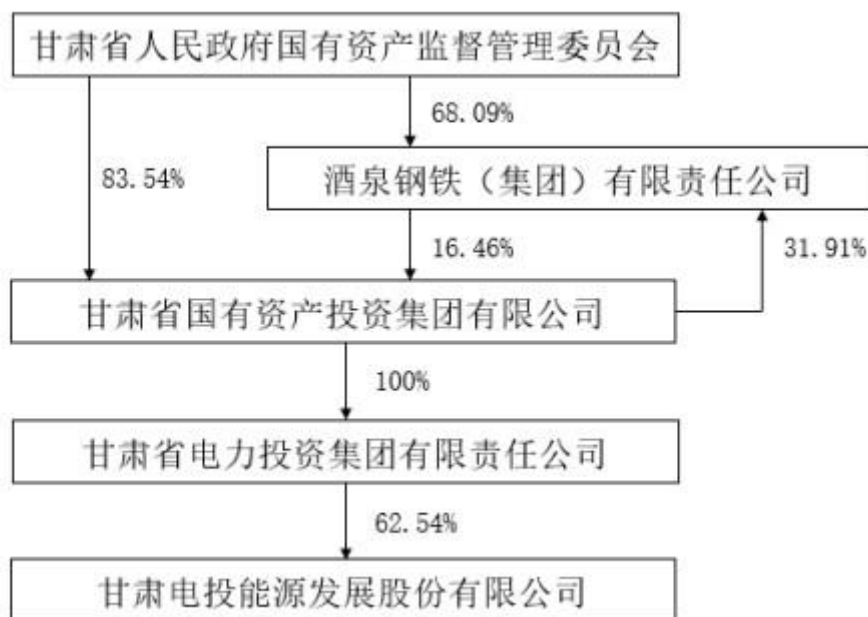 甘肃省人民政府国有资产监督管理委员会
68.09%
83.54%
酒泉钢铁（集团）有限责任公司
16.46%
31.91%
甘肃省国有资产投资集团有限公司
100%
甘肃省电力投资集团有限责任公司
62.54%
甘肃电投能源发展股份有限公司